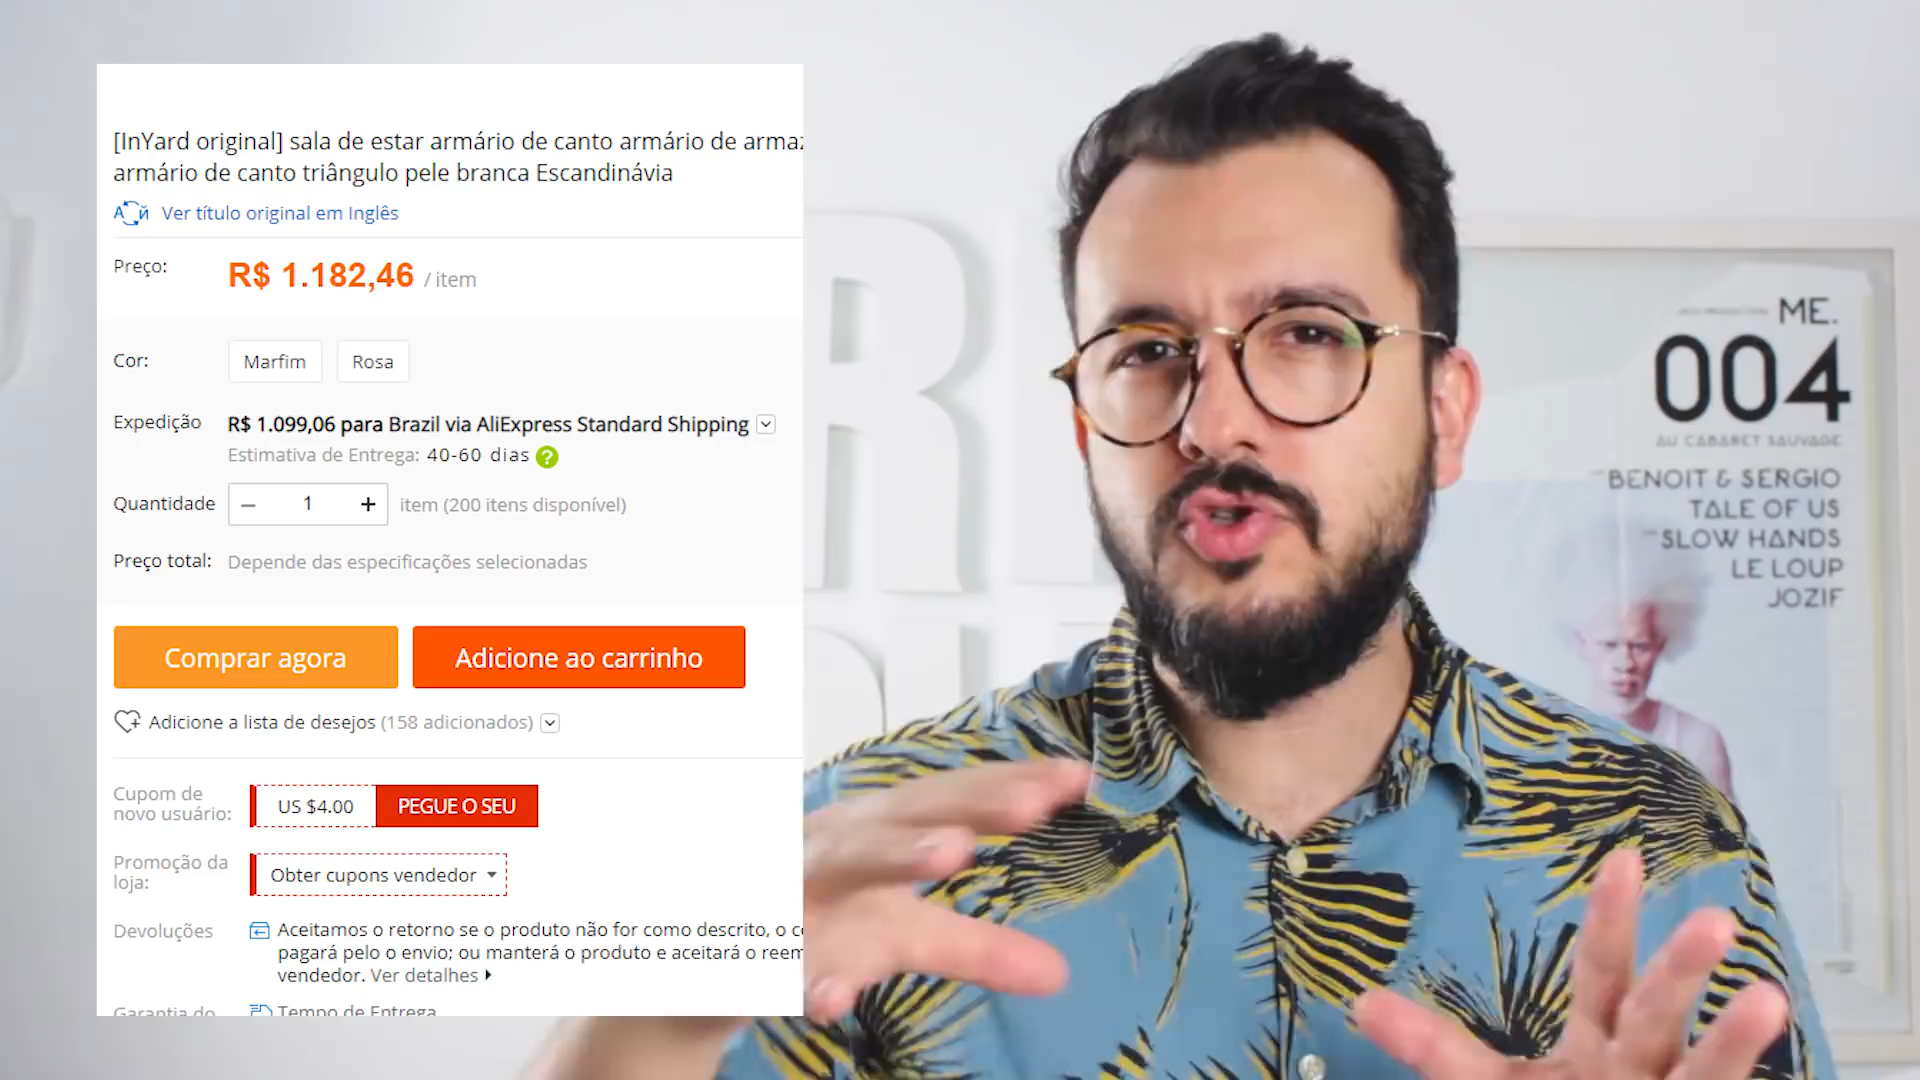 [InYard original] sala de estar armário de canto armário de armaz
armário de canto triângulo pele branca Escandinávia
Ver título original em Inglês
Preço: R$ 1.182,46 / item
Cor: Marfim Rosa
Expedição R$ 1.099,06 para Brazil via AliExpress Standard Shipping
Estimativa de Entrega: 40-60 dias ?
Quantidade – 1 + item (200 itens disponível)
Preço total: Depende das especificações selecionadas
Comprar agora Adicione ao carrinho
Adicione a lista de desejos (158 adicionados)
Cupom de
novo usuário: US $4.00 PEGUE O SEU
Promoção da
loja: Obter cupons vendedor
Devoluções Aceitamos o retorno se o produto não for como descrito, o c
pagará pelo o envio; ou manterá o produto e aceitará o reem
vendedor. Ver detalhes
Garantia do Tempo de Entrega
ME.
004
AU CABARET SAUVAGE
BENOIT & SERGIO
TALE OF US
SLOW HANDS
LE LOUP
JOZIF